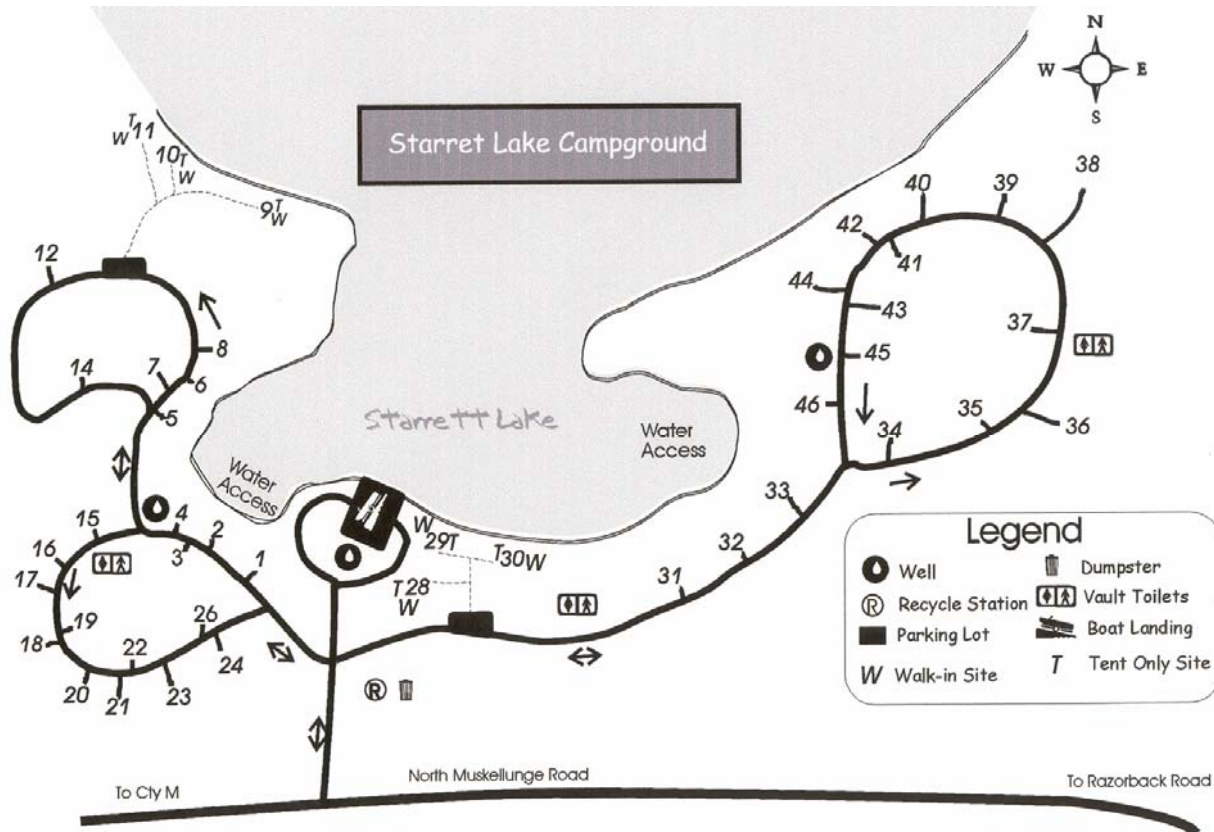 N
W E
S
Starret Lake Campground
T
W 11
10 T
W
9 T
W
12
8
7
6
14
5
38
39
40
42
41
44
43
37
45
46
35
36
34
33
32
31
Starrett Lake
Water
Access
Water
Access
15
4
3
2
1
16
17
18
19
20
21
22
23
24
26
W
29T
T30W
T28
W
R
Legend
Well
Dumpster
R Recycle Station
Vault Toilets
Parking Lot
Boat Landing
W Walk-in Site
T Tent Only Site
To Cty M
North Muskellunge Road
To Razorback Road